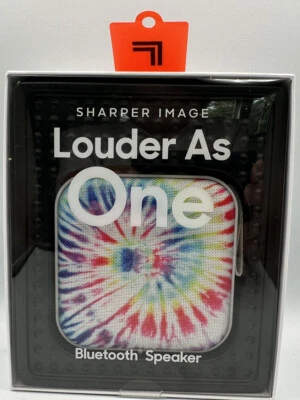 SHARPER IMAGE
Louder As
One
Bluetooth® Speaker